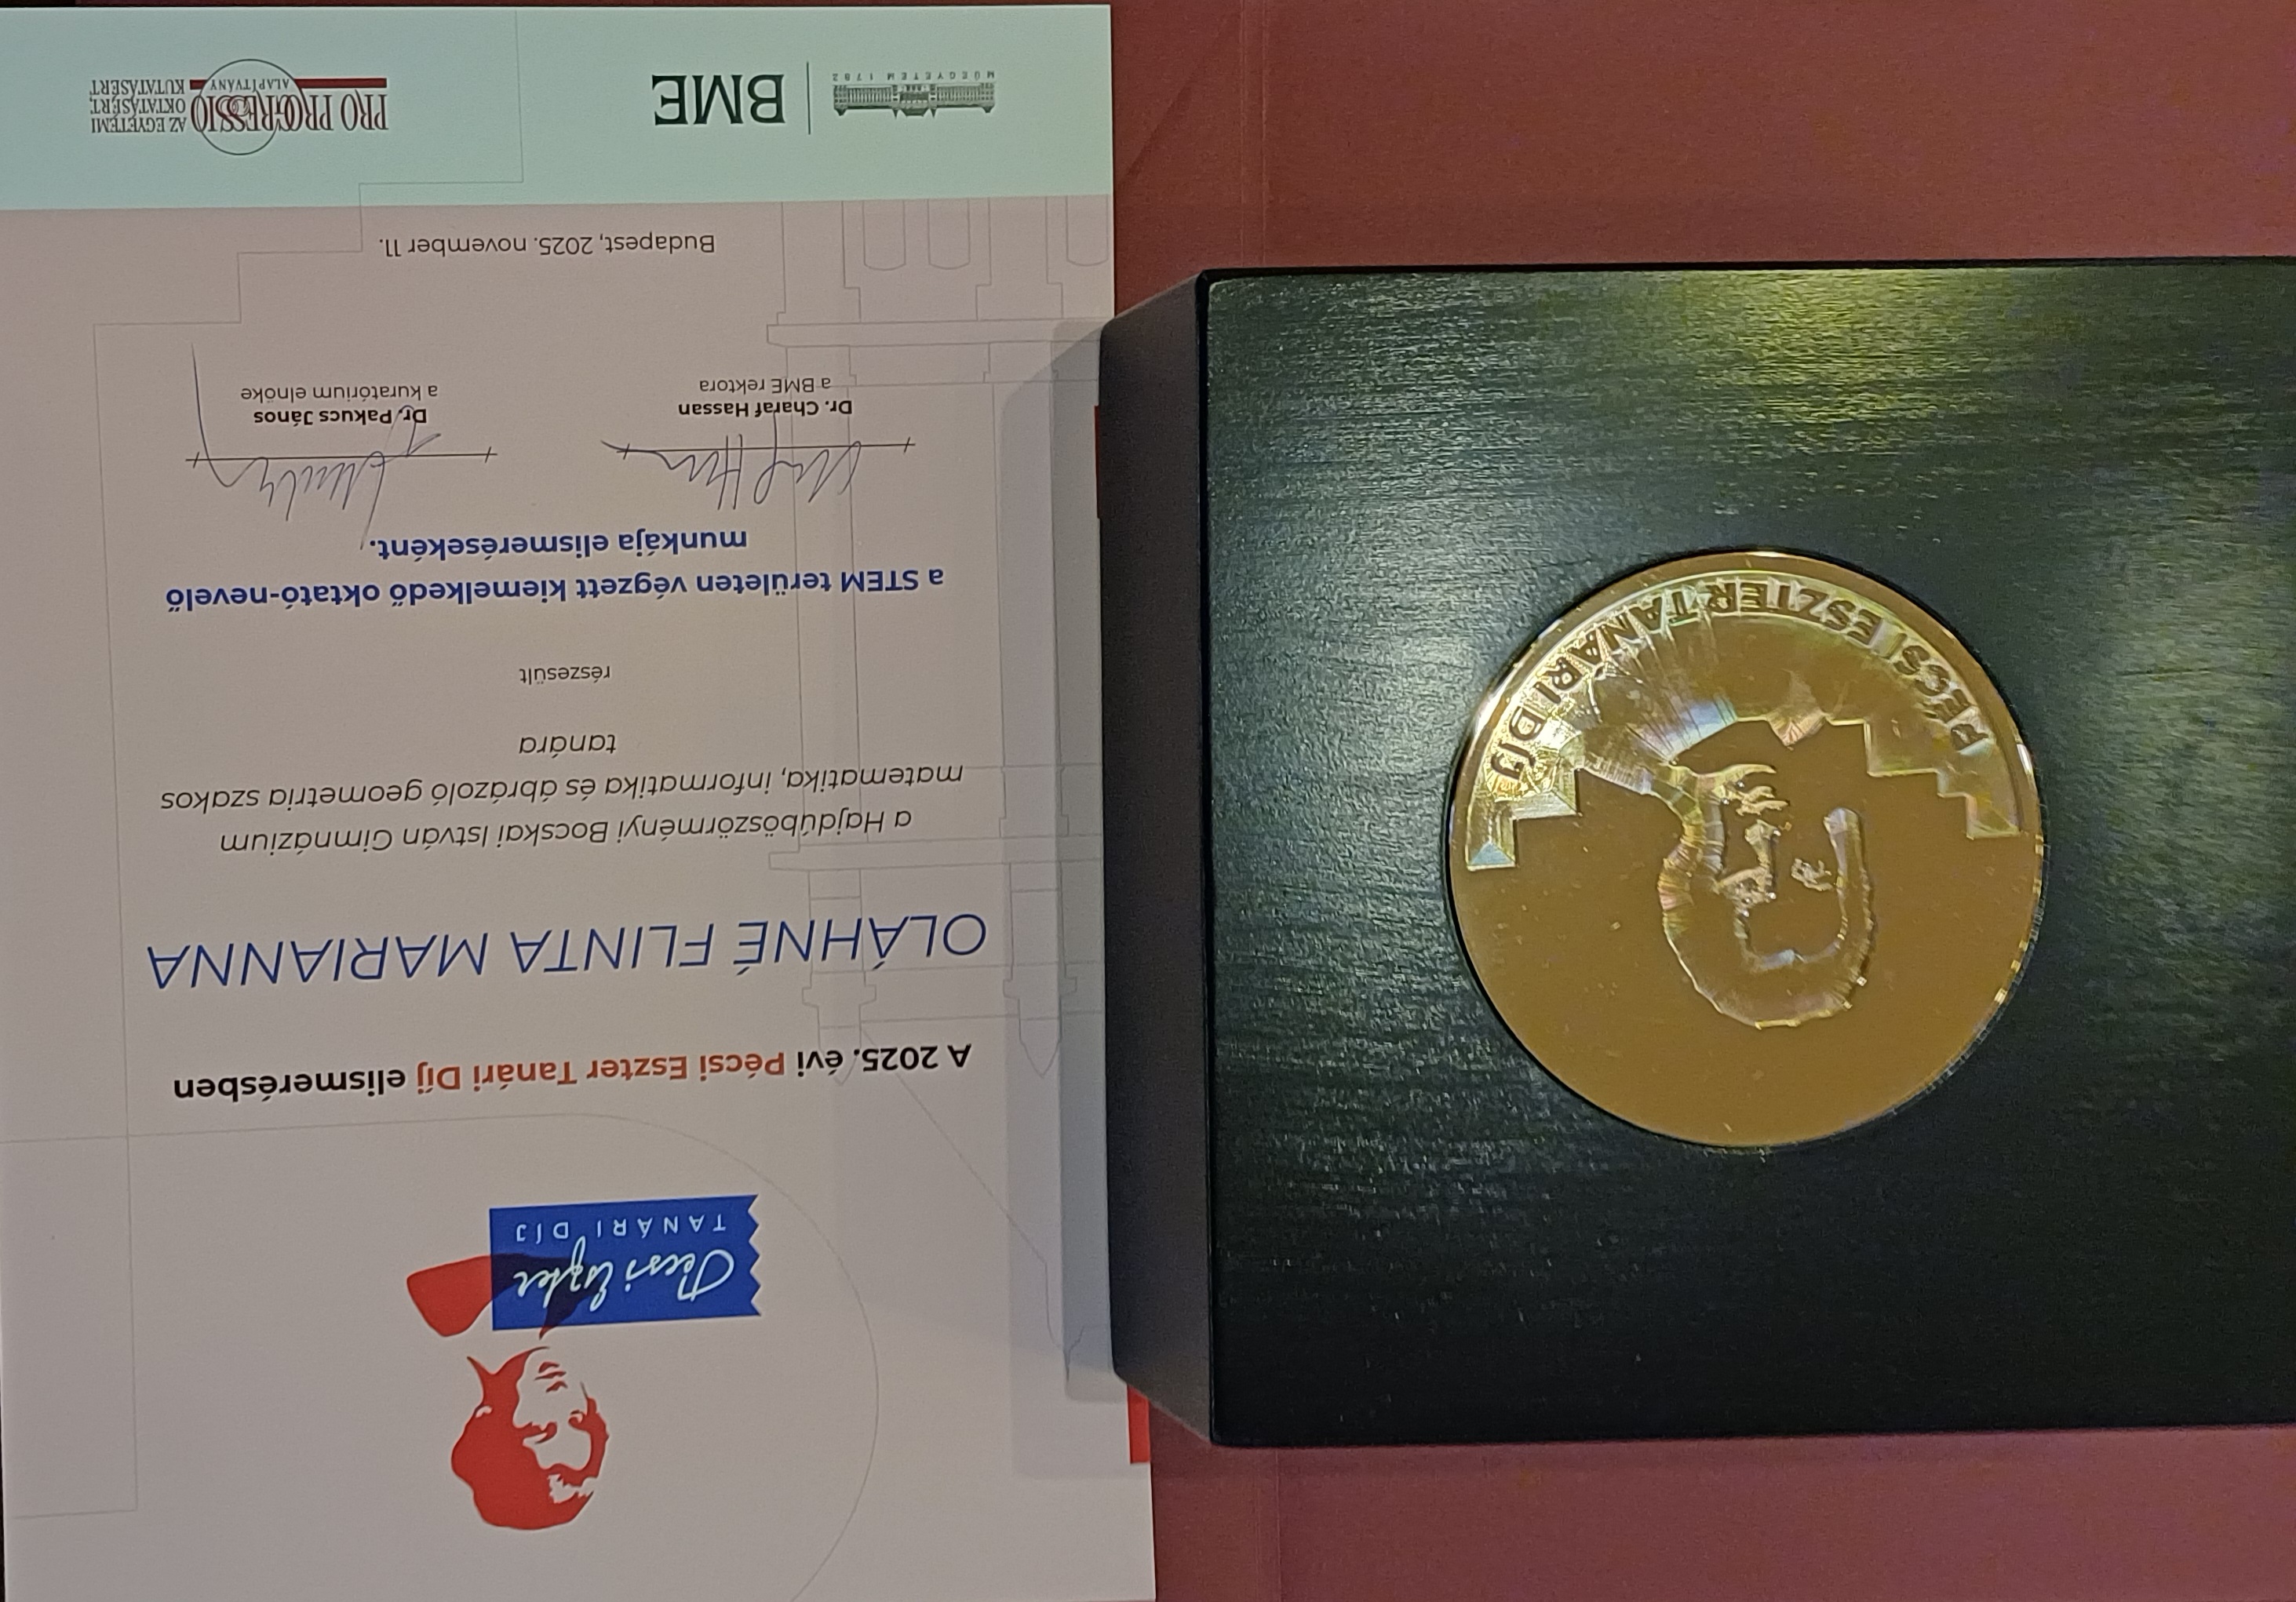 Pécsi Eszter
TANÁRI DÍJ
A 2025. évi Pécsi Eszter Tanári Díj elismerésben
OLÁHNÉ FLINTA MARIANNA
a Hajdúböszörményi Bocskai István Gimnázium
matematika, informatika és ábrázoló geometria szakos
tanára
részesült
a STEM területen végzett kiemelkedő oktató-nevelő
munkája elismeréseként.
Dr. Charaf Hassan
a BME rektora
Dr. Pakucs János
a kuratórium elnöke
Budapest, 2025. november 11.
MŰEGYETEM 1782
BME
PRO PROGRESSIO
ALAPÍTVÁNY
AZ EGYETEMI
OKTATÁSÉRT,
KUTATÁSÉRT
PÉCSI ESZTER TANÁRI DÍJ